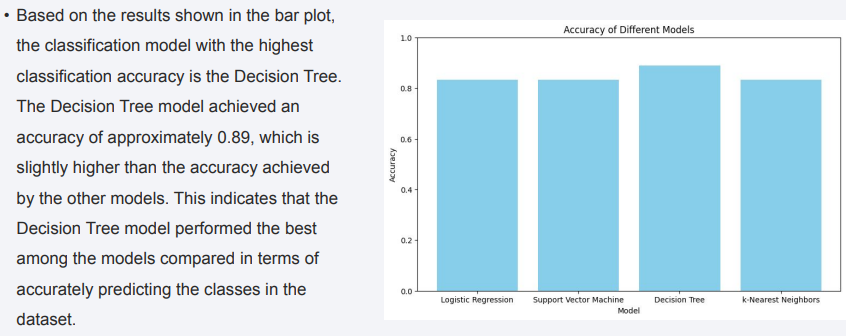 • Based on the results shown in the bar plot,
the classification model with the highest
classification accuracy is the Decision Tree.
The Decision Tree model achieved an
accuracy of approximately 0.89, which is
slightly higher than the accuracy achieved
by the other models. This indicates that the
Decision Tree model performed the best
among the models compared in terms of
accurately predicting the classes in the
dataset.
Accuracy of Different Models
1.0
0.8
0.6
0.4
0.2
0.0
Accuracy
Logistic Regression Support Vector Machine Decision Tree k-Nearest Neighbors
Model